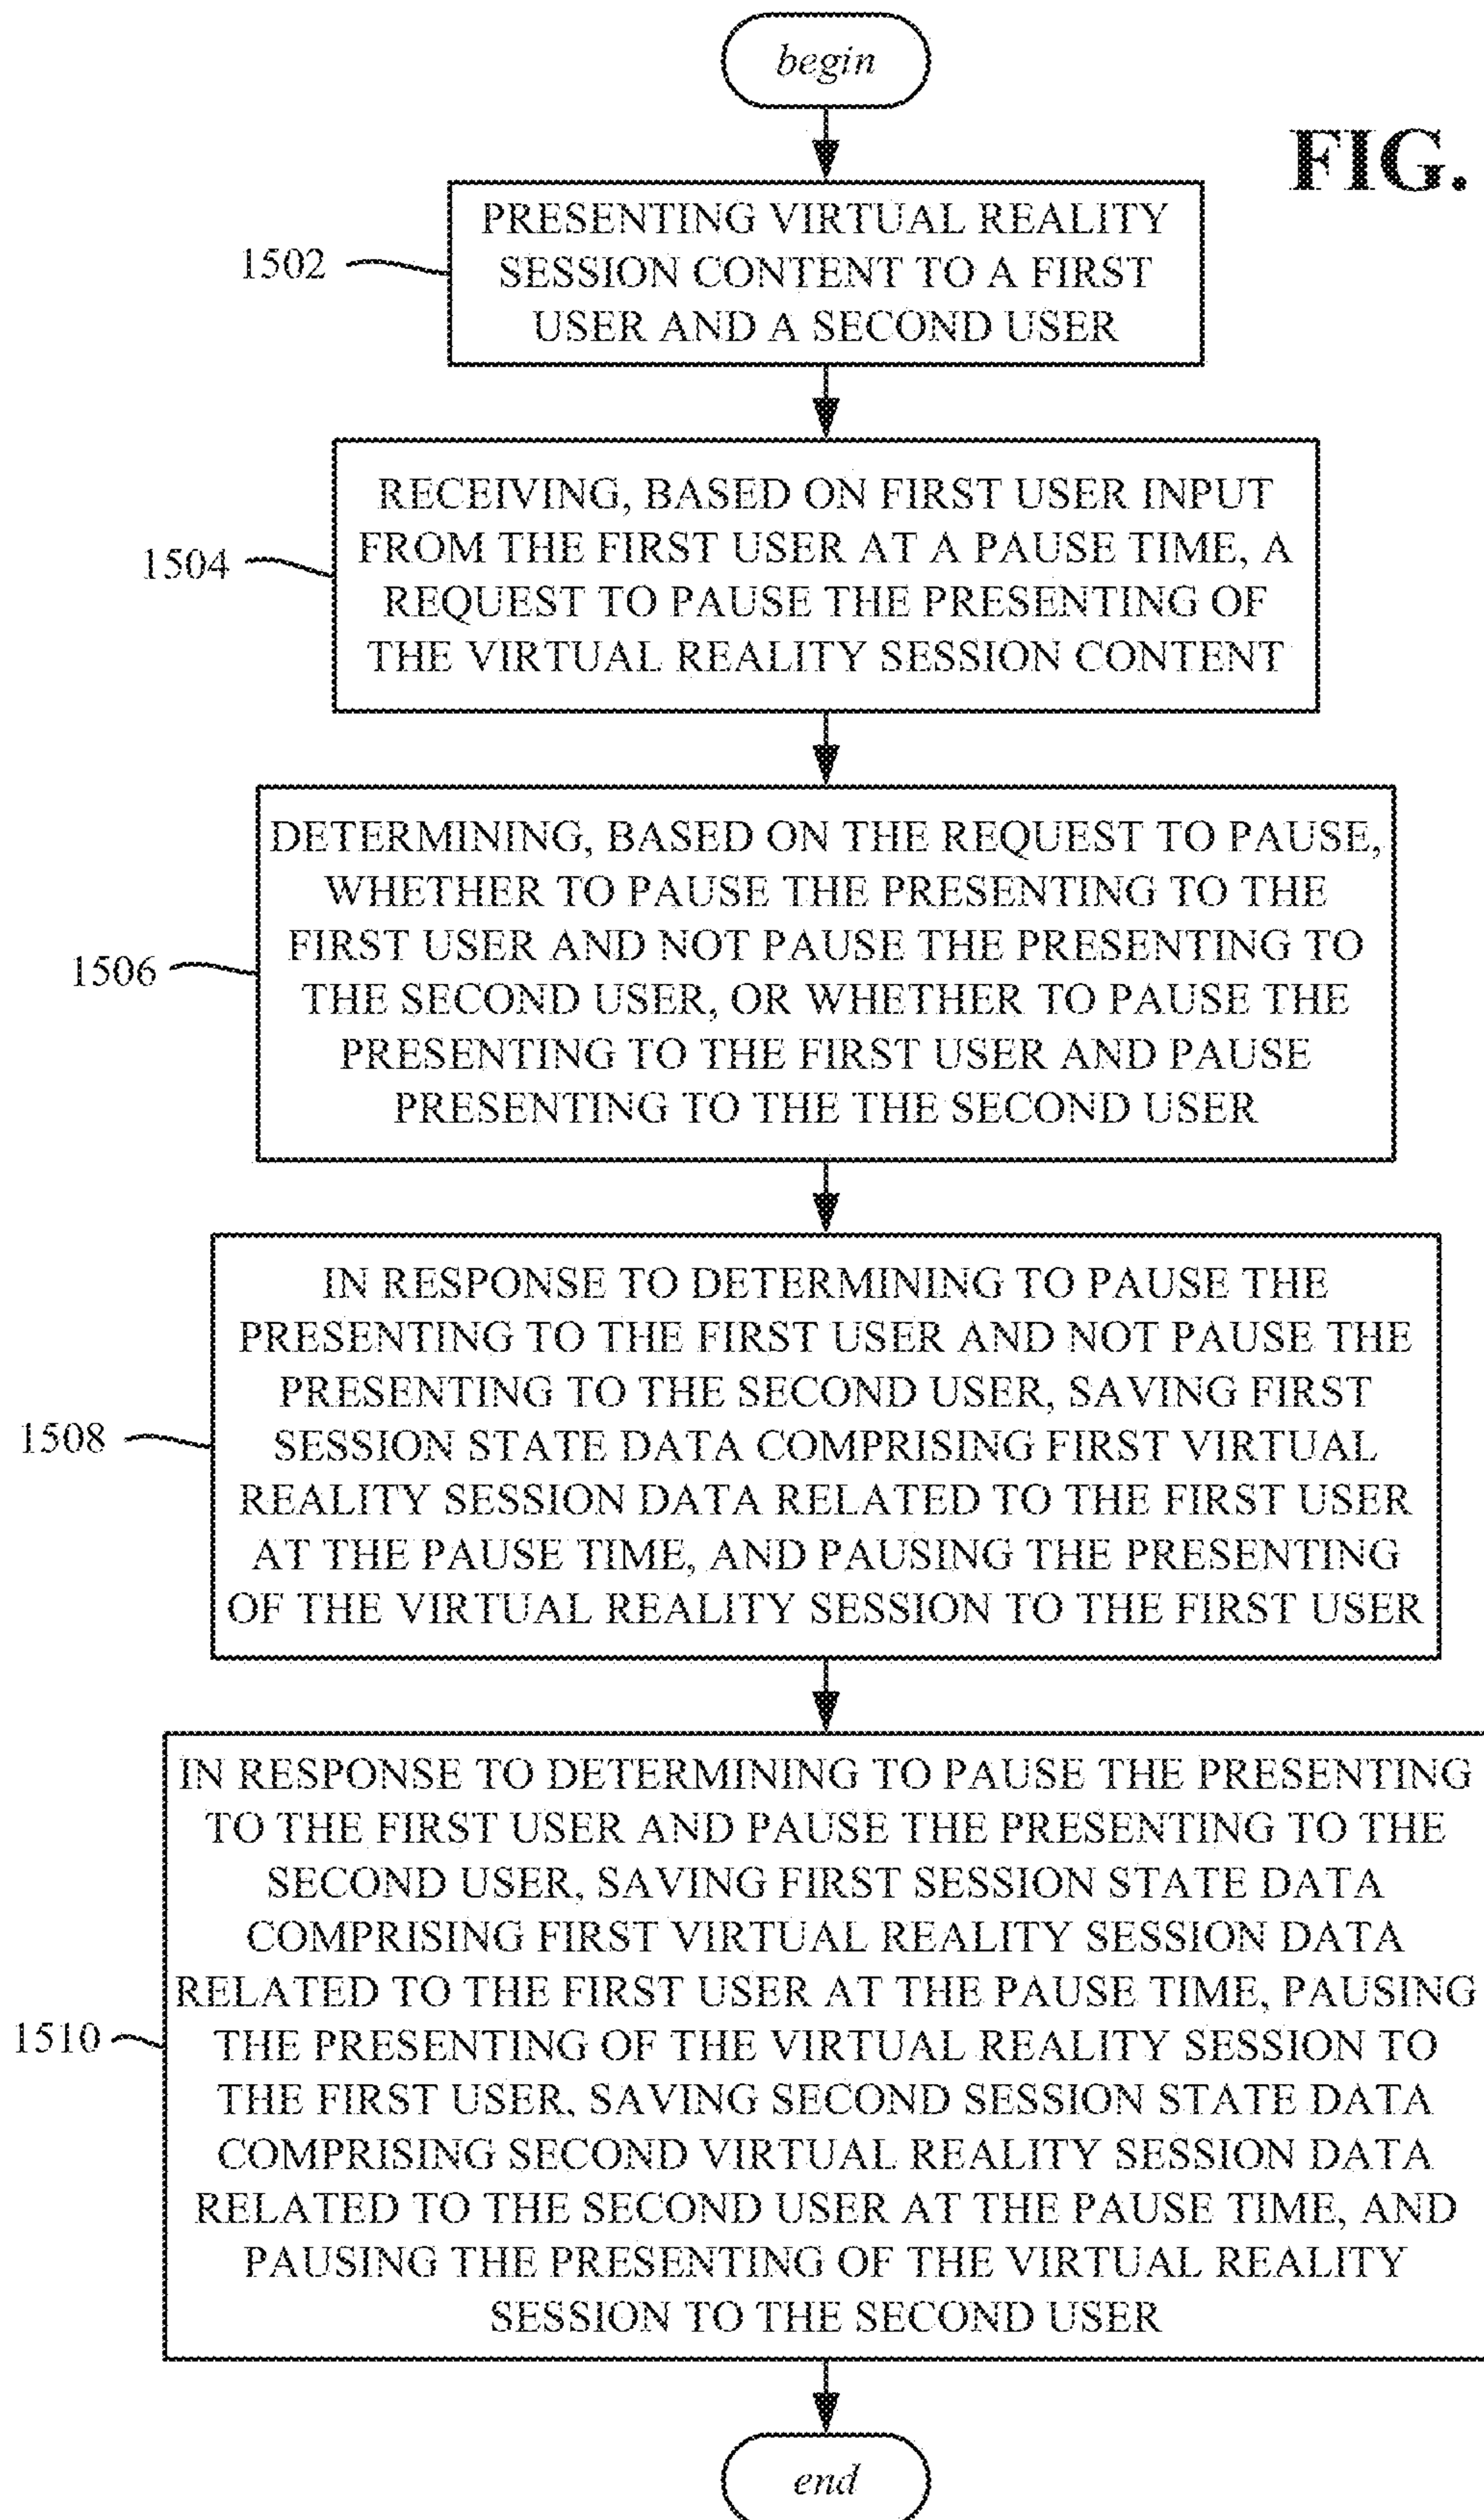 begin
FIG.
PRESENTING VIRTUAL REALITY
SESSION CONTENT TO A FIRST
USER AND A SECOND USER
1502
RECEIVING, BASED ON FIRST USER INPUT
FROM THE FIRST USER AT A PAUSE TIME, A
REQUEST TO PAUSE THE PRESENTING OF
THE VIRTUAL REALITY SESSION CONTENT
1504
DETERMINING, BASED ON THE REQUEST TO PAUSE,
WHETHER TO PAUSE THE PRESENTING TO THE
FIRST USER AND NOT PAUSE THE PRESENTING TO
THE SECOND USER, OR WHETHER TO PAUSE THE
PRESENTING TO THE FIRST USER AND PAUSE
PRESENTING TO THE THE SECOND USER
1506
IN RESPONSE TO DETERMINING TO PAUSE THE
PRESENTING TO THE FIRST USER AND NOT PAUSE THE
PRESENTING TO THE SECOND USER, SAVING FIRST
SESSION STATE DATA COMPRISING FIRST VIRTUAL
REALITY SESSION DATA RELATED TO THE FIRST USER
AT THE PAUSE TIME, AND PAUSING THE PRESENTING
OF THE VIRTUAL REALITY SESSION TO THE FIRST USER
1508
IN RESPONSE TO DETERMINING TO PAUSE THE PRESENTING
TO THE FIRST USER AND PAUSE THE PRESENTING TO THE
SECOND USER, SAVING FIRST SESSION STATE DATA
COMPRISING FIRST VIRTUAL REALITY SESSION DATA
RELATED TO THE FIRST USER AT THE PAUSE TIME, PAUSING
THE PRESENTING OF THE VIRTUAL REALITY SESSION TO
THE FIRST USER, SAVING SECOND SESSION STATE DATA
COMPRISING SECOND VIRTUAL REALITY SESSION DATA
RELATED TO THE SECOND USER AT THE PAUSE TIME, AND
PAUSING THE PRESENTING OF THE VIRTUAL REALITY
SESSION TO THE SECOND USER
1510
end